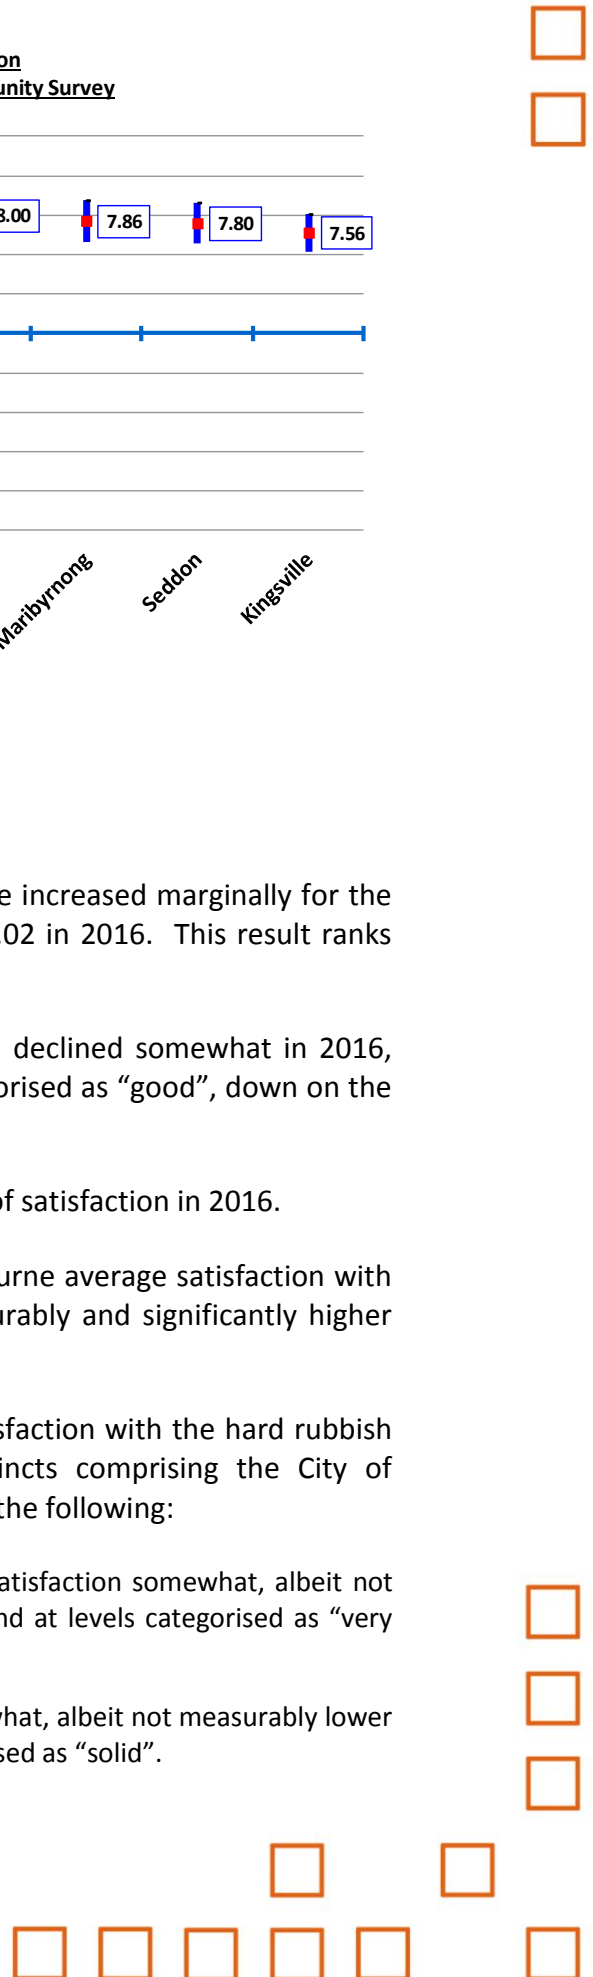 on
unity Survey
8.00
7.86
7.80
7.56
Maribyrnong
Seddon
Kingsville
e increased marginally for the
.02 in 2016. This result ranks
declined somewhat in 2016,
orised as “good”, down on the
of satisfaction in 2016.
urne average satisfaction with
urably and significantly higher
sfaction with the hard rubbish
incts comprising the City of
the following:
atisfaction somewhat, albeit not
nd at levels categorised as “very
hat, albeit not measurably lower
sed as “solid”.